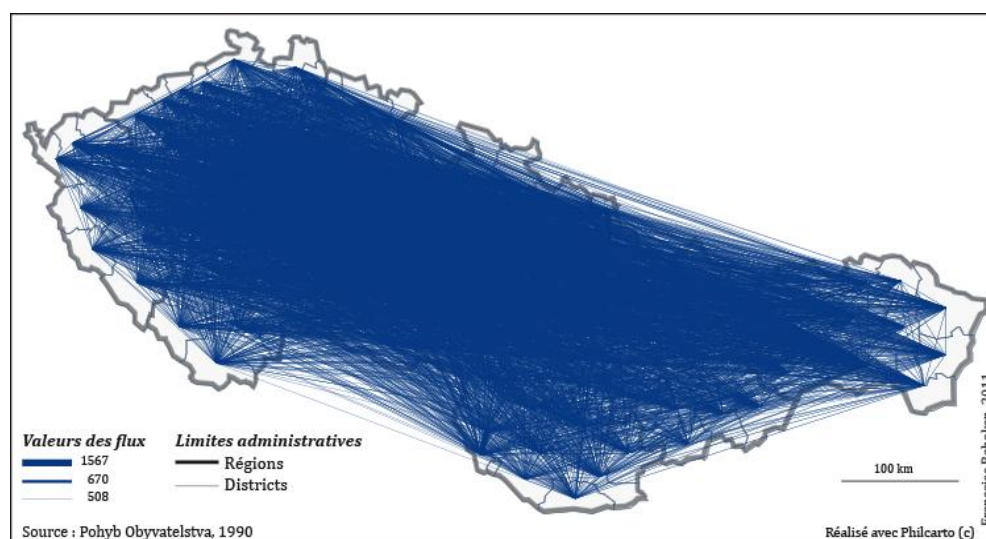 Valeurs des flux
1567
670
508
Limites administratives
Régions
Districts
100 km
Source : Pohyb Obyvatelstva, 1990
Réalisé avec Philcarto (c)
2011